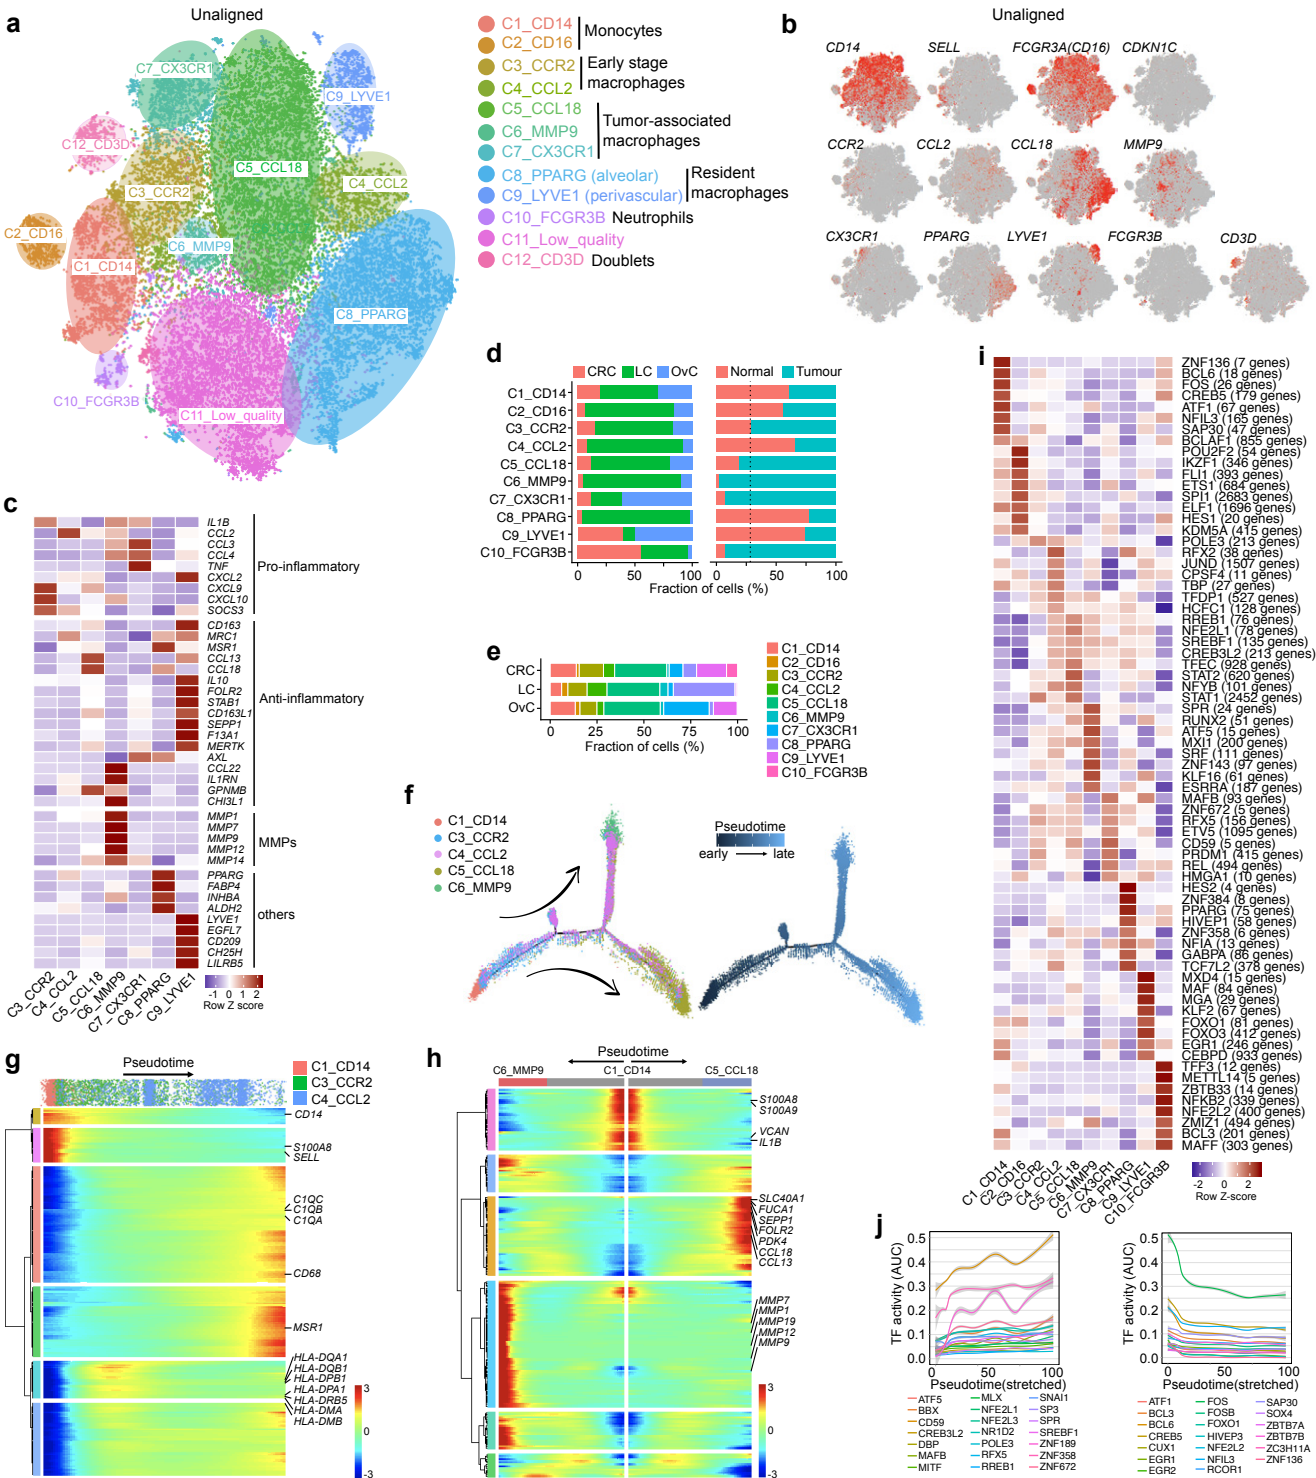 a
Unaligned
C7_CX3CR1
C9_LYVE1
C12_CD3D
C5_CCL18
C3_CCR2
C4_CCL2
C2_CD16
C6_MMP9
C1_CD14
C8_PPARG
C10_FCGR3B
C11_Low_quality
C1_CD14
C2_CD16
Monocytes
C3_CCR2
C4_CCL2
Early stage
macrophages
C5_CCL18
C6_MMP9
C7_CX3CR1
Tumor-associated
macrophages
C8_PPARG (alveolar)
C9_LYVE1 (perivascular)
Resident
macrophages
C10_FCGR3B Neutrophils
C11_Low_quality
C12_CD3D Doublets
b
Unaligned
CD14 SELL FCGR3A(CD16) CDKN1C
CCR2 CCL2 CCL18 MMP9
CX3CR1 PPARG LYVE1 FCGR3B CD3D
c
IL1B
CCL2
CCL3
CCL4
TNF
CXCL2
CXCL9
CXCL10
SOCS3
Pro-inflammatory
CD163
MRC1
MSR1
CCL13
CCL18
IL10
FOLR2
STAB1
CD163L1
SEPP1
F13A1
MERTK
AXL
CCL22
IL1RN
GPNMB
CHI3L1
Anti-inflammatory
MMP1
MMP7
MMP9
MMP12
MMP14
MMPs
PPARG
FABP4
INHBA
ALDH2
LYVE1
EGFL7
CD209
CH25H
LILRB5
others
C3_CCR2
C4_CCL2
C5_CCL18
C6_MMP9
C7_CX3CR1
C8_PPARG
C9_LYVE1
-1 0 1 2
Row Z score
d
CRC LC OvC
Normal Tumour
C1_CD14
C2_CD16
C3_CCR2
C4_CCL2
C5_CCL18
C6_MMP9
C7_CX3CR1
C8_PPARG
C9_LYVE1
C10_FCGR3B
0 50 100 0 50 100
Fraction of cells (%)
e
CRC
LC
OvC
0 25 50 75 100
Fraction of cells (%)
C1_CD14
C2_CD16
C3_CCR2
C4_CCL2
C5_CCL18
C6_MMP9
C7_CX3CR1
C8_PPARG
C9_LYVE1
C10_FCGR3B
f
C1_CD14
C3_CCR2
C4_CCL2
C5_CCL18
C6_MMP9
Pseudotime
early late
g
Pseudotime
C1_CD14
C3_CCR2
C4_CCL2
CD14
S100A8
SELL
C1QC
C1QB
C1QA
CD68
MSR1
HLA-DQA1
HLA-DQB1
HLA-DPB1
HLA-DPA1
HLA-DRB5
HLA-DMA
HLA-DMB
3
-3
h
Pseudotime
C6_MMP9 C1_CD14 C5_CCL18
S100A8
S100A9
VCAN
IL1B
SLC40A1
FUCA1
SEPP1
FOLR2
PDK4
CCL18
CCL13
MMP7
MMP1
MMP19
MMP12
MMP9
3
-3
i
ZNF136 (7 genes)
BCL6 (18 genes)
FOS (26 genes)
CREB5 (179 genes)
ATF1 (67 genes)
NFIL3 (165 genes)
SAP30 (47 genes)
BCLAF1 (855 genes)
POU2F2 (54 genes)
IKZF1 (346 genes)
FLI1 (393 genes)
ETS1 (684 genes)
SPI1 (2683 genes)
ELF1 (1696 genes)
HES1 (20 genes)
KDM5A (415 genes)
POLE3 (213 genes)
RFX2 (38 genes)
JUND (1507 genes)
CPSF4 (11 genes)
TBP (27 genes)
TFDP1 (527 genes)
HCFC1 (128 genes)
RREB1 (76 genes)
NFE2L1 (78 genes)
SREBF1 (135 genes)
CREB3L2 (213 genes)
TFEC (928 genes)
STAT2 (620 genes)
NFYB (101 genes)
STAT1 (2452 genes)
SPR (24 genes)
RUNX2 (51 genes)
ATF5 (15 genes)
MXI1 (200 genes)
SRF (111 genes)
ZNF143 (97 genes)
KLF16 (61 genes)
ESRRA (187 genes)
MAFB (93 genes)
ZNF672 (5 genes)
RFX5 (156 genes)
ETV5 (1095 genes)
CD59 (5 genes)
PRDM1 (415 genes)
REL (494 genes)
HMGA1 (10 genes)
HES2 (4 genes)
ZNF384 (8 genes)
PPARG (75 genes)
HIVEP1 (58 genes)
ZNF358 (6 genes)
NFIA (13 genes)
GABPA (86 genes)
TCF7L2 (378 genes)
MXD4 (15 genes)
MAF (84 genes)
MGA (29 genes)
KLF2 (67 genes)
FOXO1 (81 genes)
FOXO3 (412 genes)
EGR1 (246 genes)
CEBPD (933 genes)
TFF3 (12 genes)
METTL14 (5 genes)
ZBTB33 (14 genes)
NFKB2 (339 genes)
NFE2L2 (400 genes)
ZMIZ1 (494 genes)
BCL3 (201 genes)
MAFF (303 genes)
C1_CD14
C2_CD16
C3_CCR2
C4_CCL2
C5_CCL18
C6_MMP9
C7_CX3CR1
C8_PPARG
C9_LYVE1
C10_FCGR3B
-2 -1 0 1 2
Row Z-score
j
TF activity (AUC)
0.5
0.4
0.3
0.2
0.1
0.0
0 50 100
Pseudotime(stretched)
ATF5 MLX SNAI1
BBX NFE2L1 SP3
CD59 NFE2L3 SPR
CREB3L2 NR1D2 SREBF1
DBP POLE3 ZNF189
MAFB RFX5 ZNF358
MITF RREB1 ZNF672
TF activity (AUC)
0.5
0.4
0.3
0.2
0.1
0.0
0 50 100
Pseudotime(stretched)
ATF1 FOS SAP30
BCL3 FOSB SOX4
BCL6 FOXO1 ZBTB7A
CREB5 HIVEP3 ZBTB7B
CUX1 NFE2L2 ZC3H11A
EGR1 NFIL3 ZNF136
EGR2 RCOR1